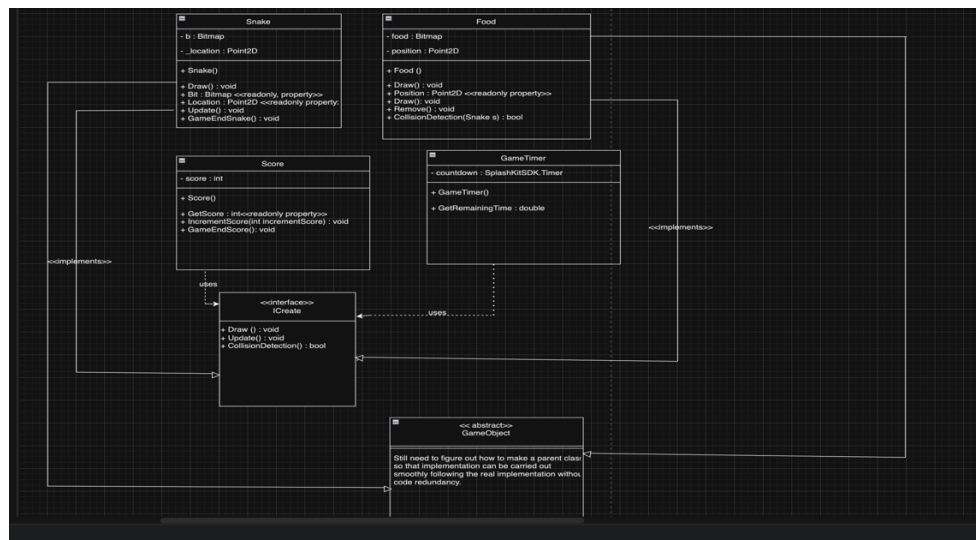 Snake
- b : Bitmap
- _location : Point2D
+ Snake()
+ Draw() : void
+ Bit : Bitmap <<readonly, property>>
+ Location : Point2D <<readonly property:
+ Update() : void
+ GameEndSnake() : void
Food
- food : Bitmap
- position : Point2D
+ Food ()
+ Draw() : void
+ Position : Point2D <<readonly property>>
+ Draw(): void
+ Remove() : void
+ CollisionDetection(Snake s) : bool
Score
- score : int
+ Score()
+ GetScore : int<<readonly property>>
+ IncrementScore(int incrementScore) : void
+ GameEndScore(): void
GameTimer
- countdown : SplashKitSDK.Timer
+ GameTimer()
+ GetRemainingTime : double
<<implements>>
<<implements>>
uses
uses
<<interface>>
ICreate
+ Draw () : void
+ Update() : void
+ CollisionDetection() : bool
<< abstract>>
GameObject
Still need to figure out how to make a parent clas
so that implementation can be carried out
smoothly following the real implementation withou
code redundancy.